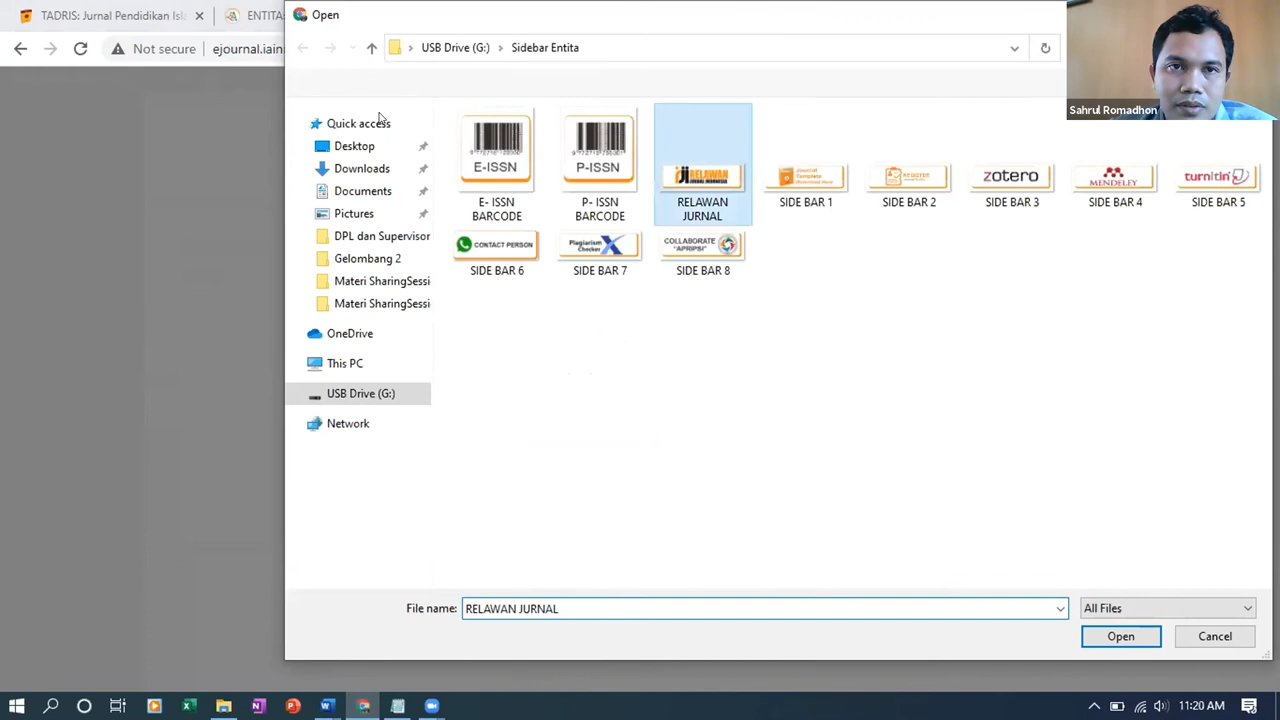 TADRIS: Jurnal Pendidikan Isl
ENTITA
Open
Not secure
ejournal.iain
USB Drive (G:)
Sidebar Entita
Sahrul Romadhon
Quick access
Desktop
Downloads
Documents
Pictures
DPL dan Supervisor
Gelombang 2
Materi SharingSessi
Materi SharingSessi
OneDrive
This PC
USB Drive (G:)
Network
E-ISSN
P-ISSN
RELAWAN
JURNAL INDONESIA
REGISTER
zotero
MENDELEY
turnitin
E- ISSN BARCODE
P- ISSN BARCODE
RELAWAN JURNAL
SIDE BAR 1
SIDE BAR 2
SIDE BAR 3
SIDE BAR 4
SIDE BAR 5
CONTACT PERSON
Plagiarism Checker X
COLLABORATE "APRIPSI"
SIDE BAR 6
SIDE BAR 7
SIDE BAR 8
File name:
RELAWAN JURNAL
All Files
Open
Cancel
11:20 AM